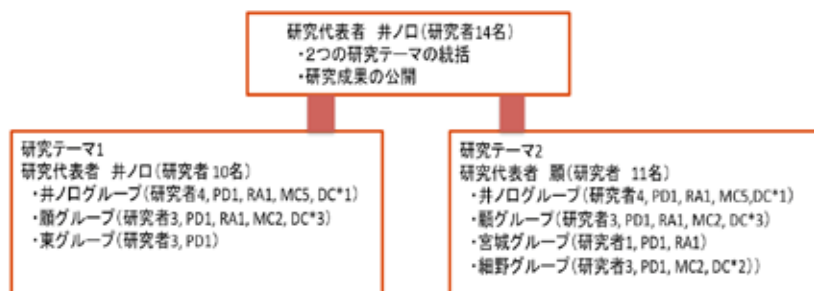 研究代表者 井ノ口(研究者14名)
・2つの研究テーマの統括
・研究成果の公開
研究テーマ1
研究代表者 井ノ口(研究者10名)
・井ノ口グループ(研究者4, PD1, RA1, MC5, DC*1)
・顧グループ(研究者3, PD1, RA1, MC2, DC*3)
・東グループ(研究者3, PD1)
研究テーマ2
研究代表者 顧(研究者 11名)
・井ノ口グループ(研究者4, PD1, RA1, MC5,DC*1)
・顧グループ(研究者3, PD1, RA1, MC2, DC*3)
・宮城グループ(研究者1, PD1, RA1)
・細野グループ(研究者3, PD1, MC2, DC*2))